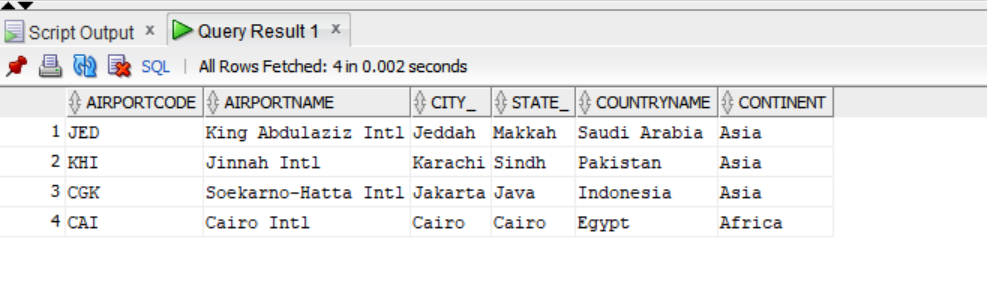 Script Output x Query Result 1 x
SQL | All Rows Fetched: 4 in 0.002 seconds
AIRPORTCODE AIRPORTNAME CITY_ STATE_ COUNTRYNAME CONTINENT
1 JED King Abdulaziz Intl Jeddah Makkah Saudi Arabia Asia
2 KHI Jinnah Intl Karachi Sindh Pakistan Asia
3 CGK Soekarno-Hatta Intl Jakarta Java Indonesia Asia
4 CAI Cairo Intl Cairo Cairo Egypt Africa